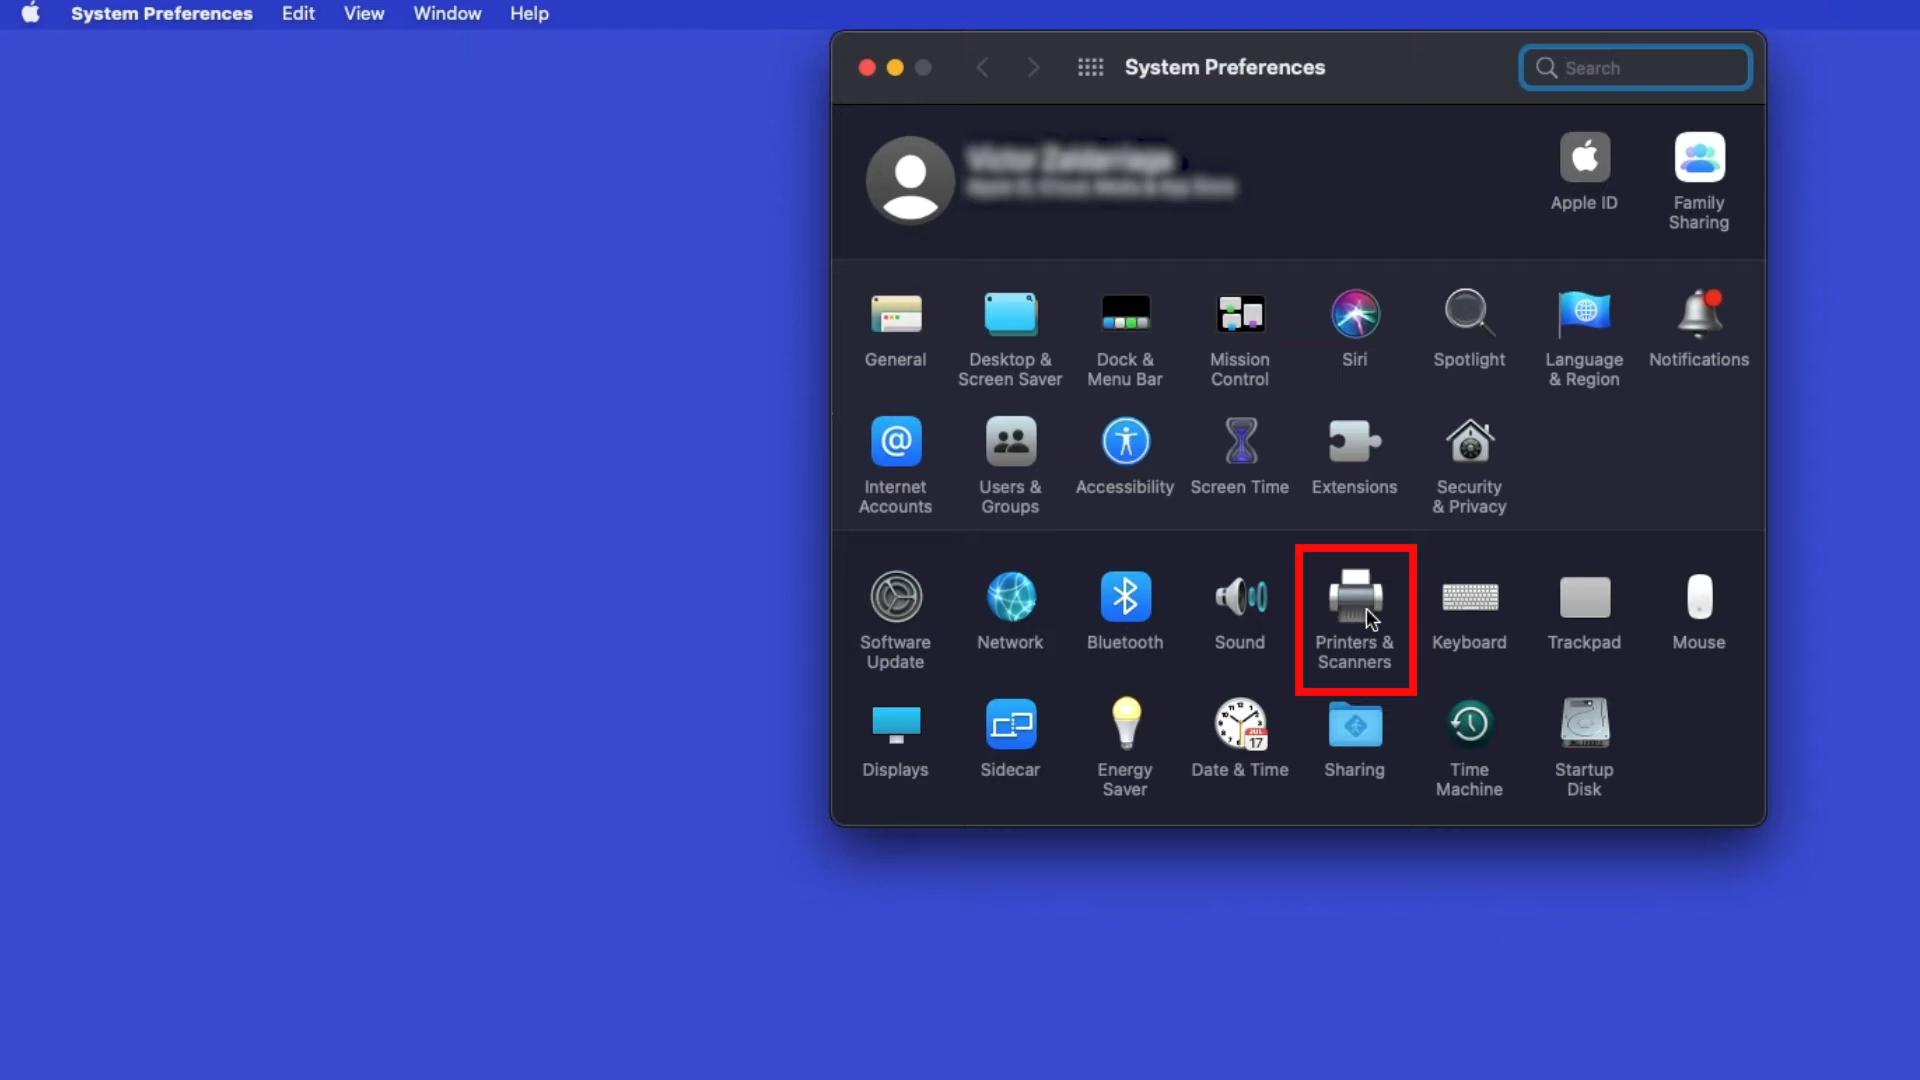 System Preferences Edit View Window Help
System Preferences
Search
Apple ID
Family
Sharing
General
Desktop &
Screen Saver
Dock &
Menu Bar
Mission
Control
Siri
Spotlight
Language
& Region
Notifications
Internet
Accounts
Users &
Groups
Accessibility
Screen Time
Extensions
Security
& Privacy
Software
Update
Network
Bluetooth
Sound
Printers &
Scanners
Keyboard
Trackpad
Mouse
Displays
Sidecar
Energy
Saver
JUL
17
Date & Time
Sharing
Time
Machine
Startup
Disk